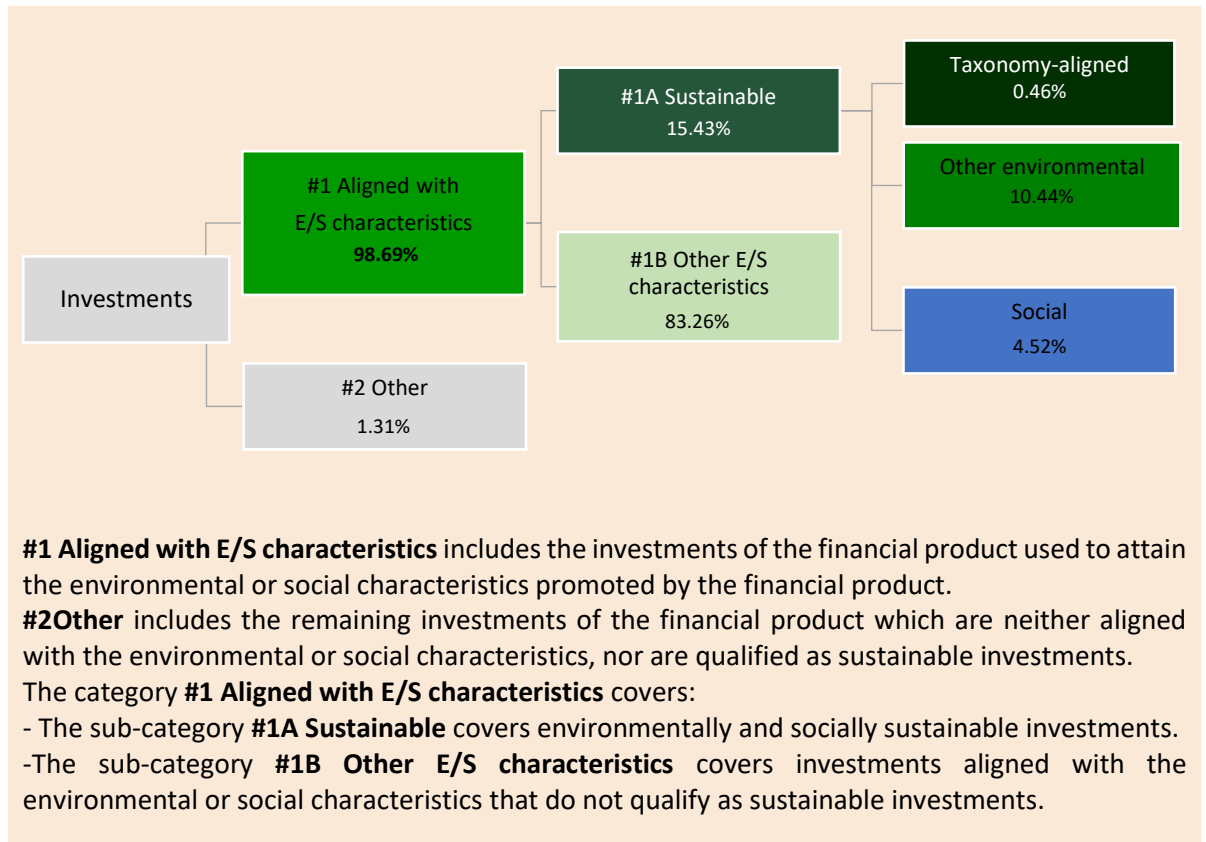 Taxonomy-aligned
0.46%
#1A Sustainable
15.43%
Other environmental
10.44%
#1 Aligned with
E/S characteristics
98.69%
#1B Other E/S
characteristics
83.26%
Investments
Social
4.52%
#2 Other
1.31%
#1 Aligned with E/S characteristics includes the investments of the financial product used to attain
the environmental or social characteristics promoted by the financial product.
#2Other includes the remaining investments of the financial product which are neither aligned
with the environmental or social characteristics, nor are qualified as sustainable investments.
The category #1 Aligned with E/S characteristics covers:
- The sub-category #1A Sustainable covers environmentally and socially sustainable investments.
-The sub-category #1B Other E/S characteristics covers investments aligned with the
environmental or social characteristics that do not qualify as sustainable investments.